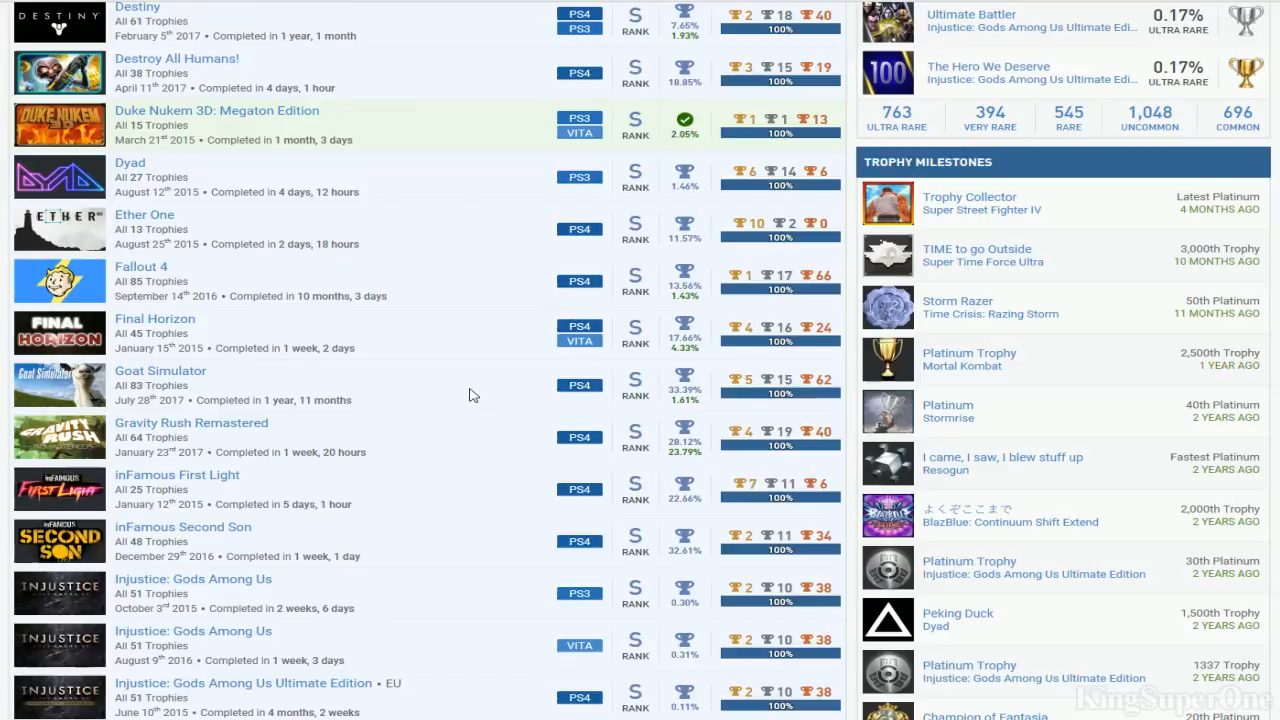 Destiny
All 61 Trophies
February 5th 2017 • Completed in 1 year, 1 month
PS4
PS3
S
RANK
7.65%
1.93%
2 18 40
100%
Destroy All Humans!
All 38 Trophies
April 11th 2017 • Completed in 4 days, 1 hour
PS4
S
RANK
18.85%
3 15 19
100%
Duke Nukem 3D: Megaton Edition
All 15 Trophies
March 21st 2015 • Completed in 1 month, 3 days
PS3
VITA
S
RANK
2.05%
1 1 13
100%
Dyad
All 27 Trophies
August 12th 2015 • Completed in 4 days, 12 hours
PS3
S
RANK
1.46%
6 14 6
100%
Ether One
All 13 Trophies
August 25th 2015 • Completed in 2 days, 18 hours
PS4
S
RANK
11.57%
10 2 0
100%
Fallout 4
All 85 Trophies
September 14th 2016 • Completed in 10 months, 3 days
PS4
S
RANK
13.56%
1.43%
1 17 66
100%
Final Horizon
All 45 Trophies
January 15th 2015 • Completed in 1 week, 2 days
PS4
VITA
S
RANK
17.66%
4.33%
4 16 24
100%
Goat Simulator
All 83 Trophies
July 28th 2017 • Completed in 1 year, 11 months
PS4
S
RANK
33.39%
1.61%
5 15 62
100%
Gravity Rush Remastered
All 64 Trophies
January 23rd 2017 • Completed in 1 week, 20 hours
PS4
S
RANK
28.12%
23.79%
4 19 40
100%
inFamous First Light
All 25 Trophies
January 12th 2015 • Completed in 5 days, 1 hour
PS4
S
RANK
22.66%
7 11 6
100%
inFamous Second Son
All 48 Trophies
December 29th 2016 • Completed in 1 week, 1 day
PS4
S
RANK
32.61%
2 11 34
100%
Injustice: Gods Among Us
All 51 Trophies
October 3rd 2015 • Completed in 2 weeks, 6 days
PS3
S
RANK
0.30%
2 10 38
100%
Injustice: Gods Among Us
All 51 Trophies
August 9th 2016 • Completed in 1 week, 3 days
VITA
S
RANK
0.31%
2 10 38
100%
Injustice: Gods Among Us Ultimate Edition • EU
All 51 Trophies
June 10th 2015 • Completed in 4 months, 2 weeks
PS4
S
RANK
0.11%
2 10 38
100%
DESTINY
DUKE NUKEM
3D
DYAD
ETHER
FINAL
HORIZON
Goat Simulator
GRAVITY
RUSH
inFAMOUS
FIRST LIGHT
inFAMOUS
SECOND
SON
INJUSTICE
INJUSTICE
INJUSTICE
Ultimate Battler
Injustice: Gods Among Us Ultimate Edi...
0.17%
ULTRA RARE
100
The Hero We Deserve
Injustice: Gods Among Us Ultimate Edi...
0.17%
ULTRA RARE
763 394 545 1,048 696
ULTRA RARE VERY RARE RARE UNCOMMON COMMON
TROPHY MILESTONES
Trophy Collector
Super Street Fighter IV
Latest Platinum
4 MONTHS AGO
TIME to go Outside
Super Time Force Ultra
3,000th Trophy
10 MONTHS AGO
Storm Razer
Time Crisis: Razing Storm
50th Platinum
11 MONTHS AGO
Platinum Trophy
Mortal Kombat
2,500th Trophy
1 YEAR AGO
Platinum
Stormrise
40th Platinum
2 YEARS AGO
I came, I saw, I blew stuff up
Resogun
Fastest Platinum
2 YEARS AGO
よくぞここまで
BlazBlue: Continuum Shift Extend
2,000th Trophy
2 YEARS AGO
Platinum Trophy
Injustice: Gods Among Us Ultimate Edition
30th Platinum
2 YEARS AGO
Peking Duck
Dyad
1,500th Trophy
2 YEARS AGO
Platinum Trophy
Injustice: Gods Among Us Ultimate Edition
1337 Trophy
2 YEARS AGO
Champion of Fantasia
20th Platinum
KingSuperOne